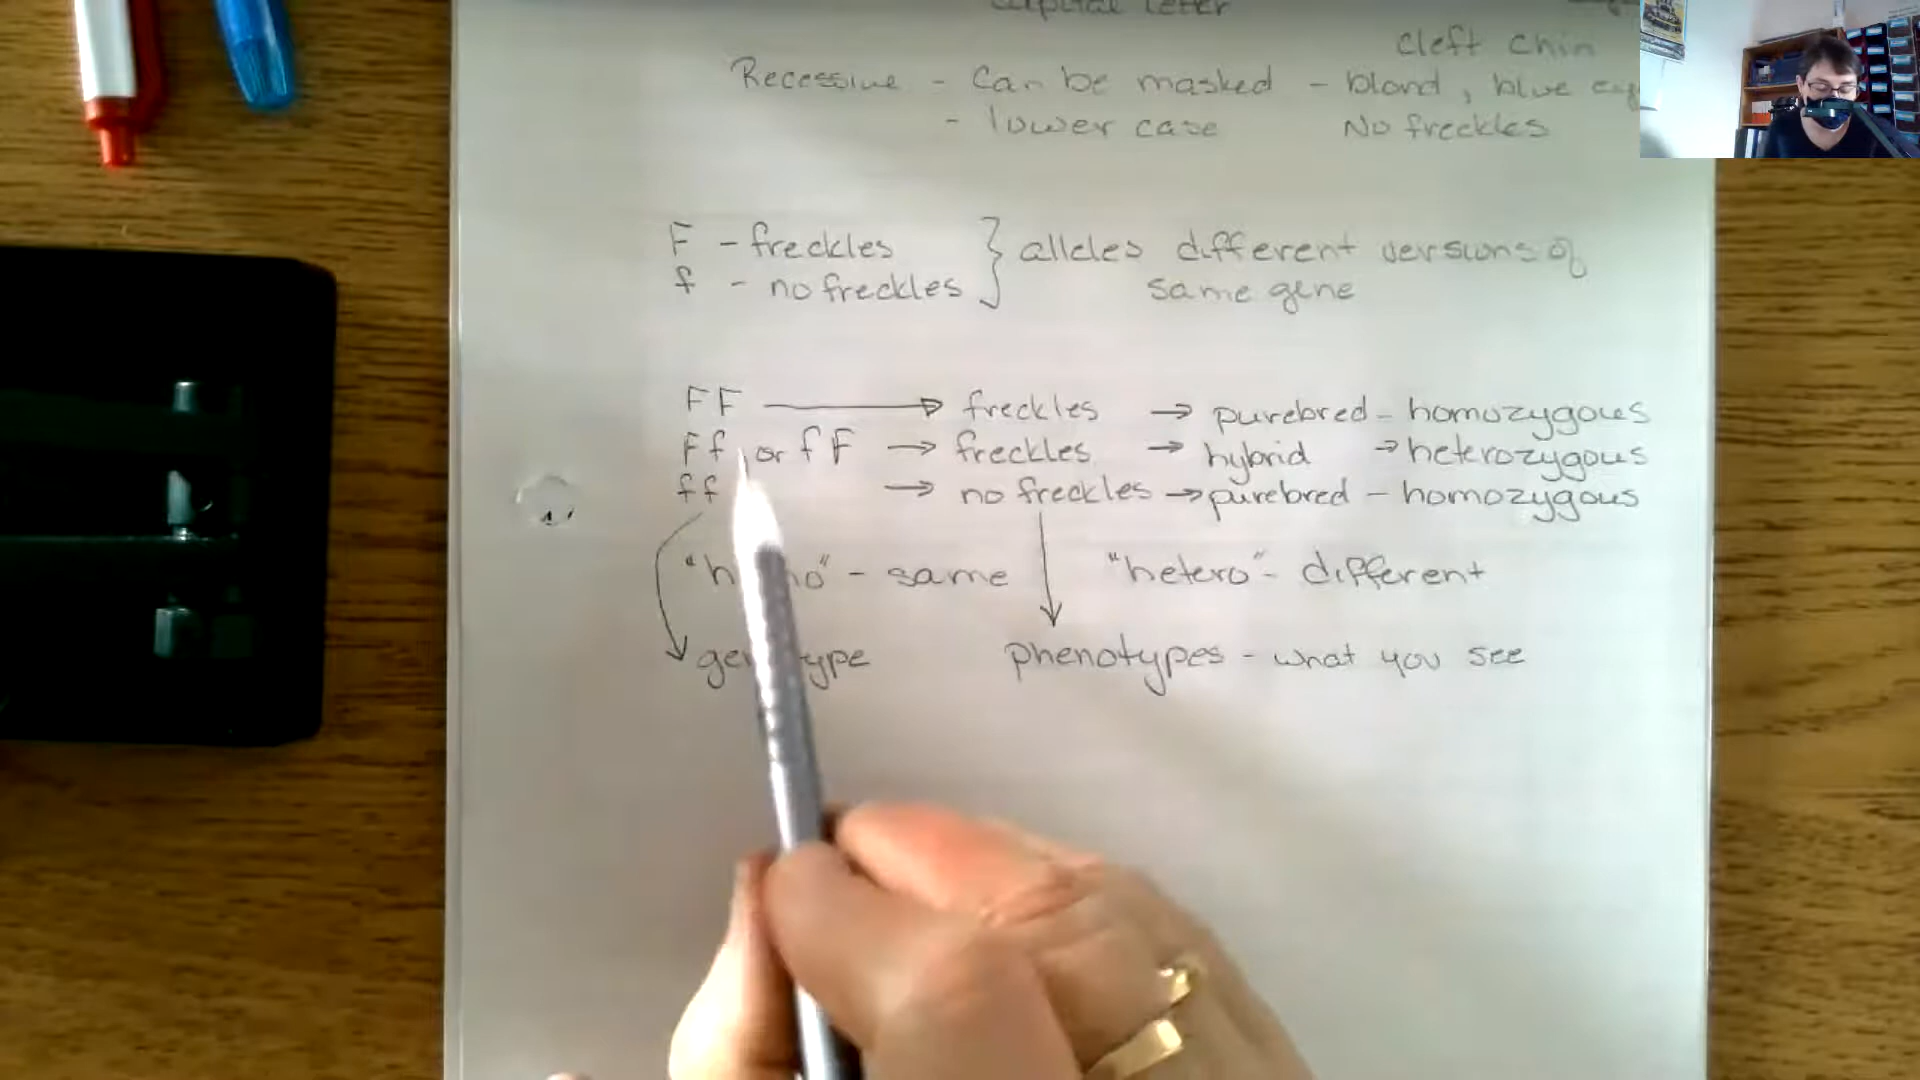 capital letter
cleft chin
Recessive - Can be masked - blond, blue
- lower case No freckles
F - freckles } alleles different versions of
f - no freckles same gene
FF → freckles → purebred - homozygous
Ff or fF → freckles → hybrid → heterozygous
ff → no freckles → purebred - homozygous
- same "hetero" - different
phenotypes - what you see